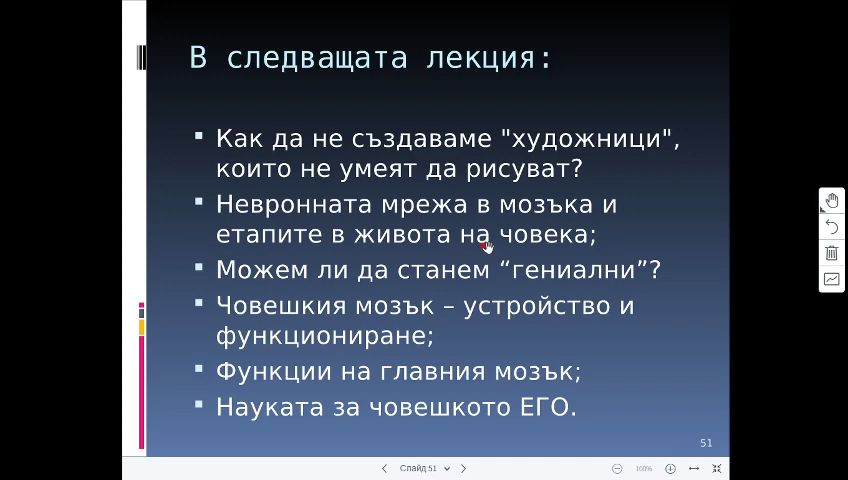 В следващата лекция:
Как да не създаваме "художници",
които не умеят да рисуват?
Невронната мрежа в мозъка и
етапите в живота на човека;
Можем ли да станем “гениални”?
Човешкия мозък – устройство и
функциониране;
Функции на главния мозък;
Науката за човешкото ЕГО.
51
Слайд 51
100%